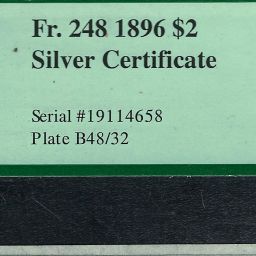 Fr. 248 1896 $2
Silver Certificate
Serial #19114658
Plate B48/32